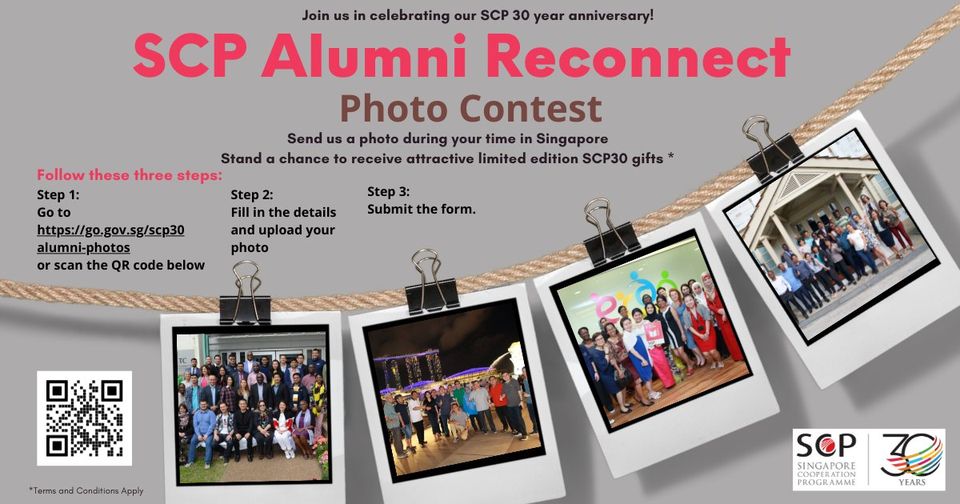 Join us in celebrating our SCP 30 year anniversary!
SCP Alumni Reconnect
Photo Contest
Send us a photo during your time in Singapore
Stand a chance to receive attractive limited edition SCP30 gifts *
Follow these three steps:
Step 1:
Go to
https://go.gov.sg/scp30
alumni-photos
or scan the QR code below
Step 2:
Fill in the details
and upload your
photo
Step 3:
Submit the form.
*Terms and Conditions Apply
SCP
SINGAPORE
COOPERATION
PROGRAMME
30
YEARS